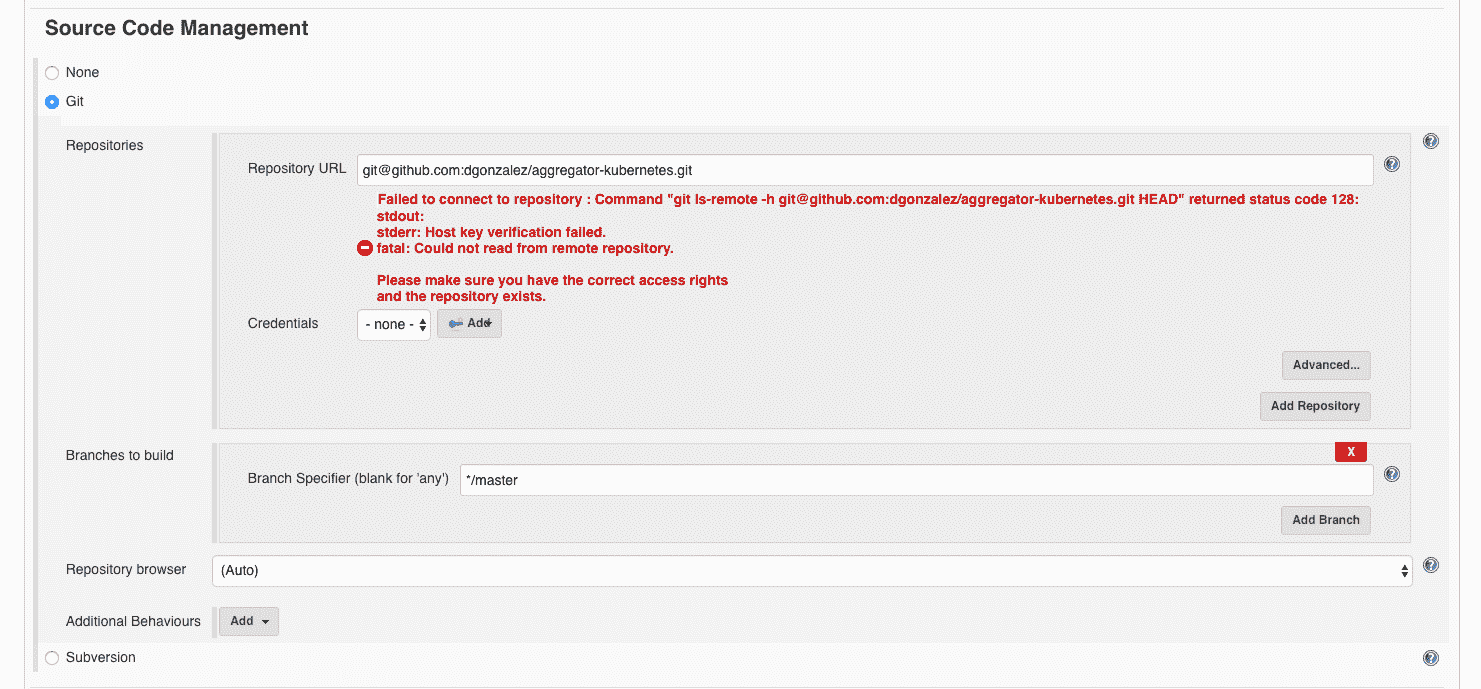 Source Code Management
None
Git
Repositories
Repository URL git@github.com:dgonzalez/aggregator-kubernetes.git
Failed to connect to repository : Command "git ls-remote -h git@github.com:dgonzalez/aggregator-kubernetes.git HEAD" returned status code 128:
stdout:
stderr: Host key verification failed.
fatal: Could not read from remote repository.
Please make sure you have the correct access rights
and the repository exists.
Credentials - none - Add
Advanced...
Add Repository
Branches to build
X
Branch Specifier (blank for 'any') */master
Add Branch
Repository browser (Auto)
Additional Behaviours Add
Subversion